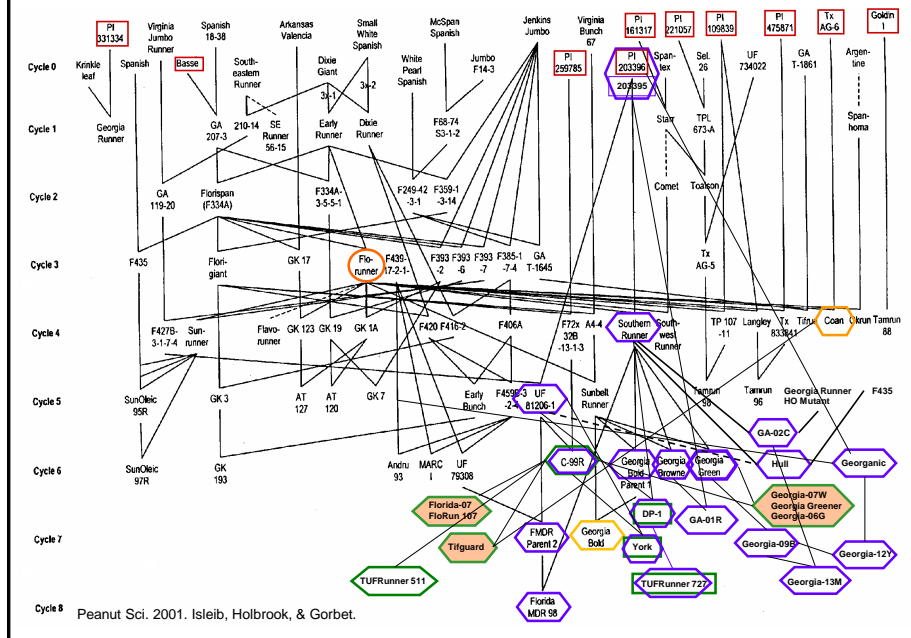 PI
331334
Virginia
Jumbo
Runner
Spanish
18-38
Arkansas
Valencia
Small
White
Spanish
McSpan
Spanish
Jenkins
Jumbo
Virginia
Bunch
67
PI
161317
PI
221057
PI
109839
PI
475871
Tx
AG-6
Goldin
1
Cycle 0
Krinkle
leaf
Spanish
Basse
South-
eastern
Runner
Dixie
Giant
3x-1
3x-2
White
Pearl
Spanish
Jumbo
F14-3
PI
259785
PI
203396
203395
Span-
tex
Sel.
26
UF
734022
GA
T-1861
Argen-
tine
Cycle 1
Georgia
Runner
GA
207-3
210-14
SE
Runner
56-15
Early
Runner
Dixie
Runner
F68-74
S3-1-2
Starr
TPL
673-A
Span-
homa
Cycle 2
GA
119-20
Florispan
(F334A)
F334A-
3-5-5-1
F249-42
-3-1
F359-1
-3-14
Comet
Toalson
Cycle 3
F435
Flori-
giant
GK 17
Flo-
runner
F439-
17-2-1-
F393
-2
F393
-6
F393
-7
F385-1
-7-4
GA
T-1645
Tx
AG-5
Cycle 4
F427B-
3-1-7-4
Sun-
runner
Flavo-
runner
GK 123
GK 19
GK 1A
F420
F416-2
F406A
F72x
32B
-13-1-3
A4-4
Southern
Runner
South-
west
Runner
TP 107
-11
Langley
Tx
833841
Tifrun
Coan
Okrun
Tamrun
88
Cycle 5
SunOleic
95R
GK 3
AT
127
AT
120
GK 7
Early
Bunch
F459B-3
-2-4
UF
81206-1
Sunbelt
Runner
Tamrun
98
Tamrun
96
Georgia Runner
HO Mutant
F435
GA-02C
Cycle 6
SunOleic
97R
GK
193
Andru
93
MARC
I
UF
79308
C-99R
Georgia
Bold
Parent 1
Georgia
Browne
Georgia
Green
Hull
Georganic
Florida-07
FloRun 107
DP-1
GA-01R
Georgia-07W
Georgia Greener
Georgia-06G
Cycle 7
Tifguard
FMDR
Parent 2
Georgia
Bold
York
Georgia-09B
Georgia-12Y
TUFRunner 511
TUFRunner 727
Georgia-13M
Cycle 8
Florida
MDR 98
Peanut Sci. 2001. Isleib, Holbrook, & Gorbet.